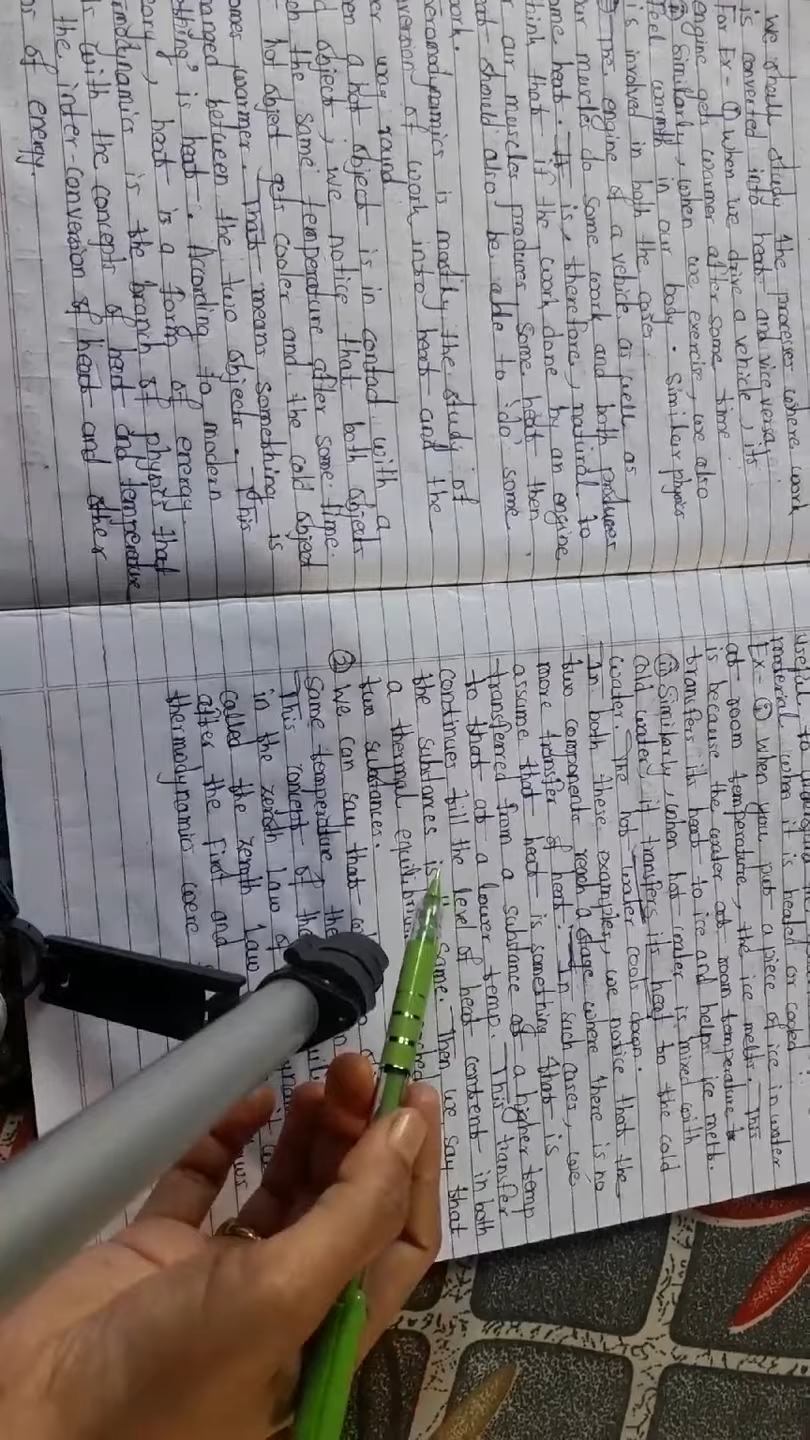 We shall study the processes where work
is converted into heat and vice versa.
For Ex- ① When we drive a vehicle, its
engine gets warmer after some time.
② Similarly, when we exercise, we also
feel warmth in our body. Similar physics
is involved in both the cases.
The engine of a vehicle as well as
our muscles do some work and both produces
some heat. It is, therefore, natural to
think that if the work done by an engine
or air muscles produces some heat then
heat should also be able to 'do' some
work.
Thermodynamics is mostly the study of
conversion of work into heat and the
other way round
When a hot object is in contact with a
cold object, we notice that both objects
reach the same temperature after some time.
hot object gets cooler and the cold object
becomes warmer. That means something is
changed between the two objects. This
'something' is heat. According to modern
theory, heat is a form of energy.
Thermodynamics is the branch of physics that
deals with the concepts of heat and temperature
the inter-conversion of heat and other
forms of energy.
useful to understand
material when it is heated or cooled
Ex- ① when you put a piece of ice in water
at room temperature, the ice melts. This
is because the water at room temperature
transfers its heat to ice and helps ice melt.
② Similarly, when hot water is mixed with
cold water, it transfers its heat to the cold
water. The hot water cools down.
In both these examples, we notice that the
two components reach a stage where there is no
more transfer of heat. In such cases, we
assume that heat is something that is
transferred from a substance at a higher temp
to that at a lower temp. This transfer
continues till the level of heat content in both
the substances is same. Then we say that
a thermal
two substances.
② We can say that
same temperature of the
This concept of
in the zeroth law of
called the zeroth law
after the first and
thermodynamics were